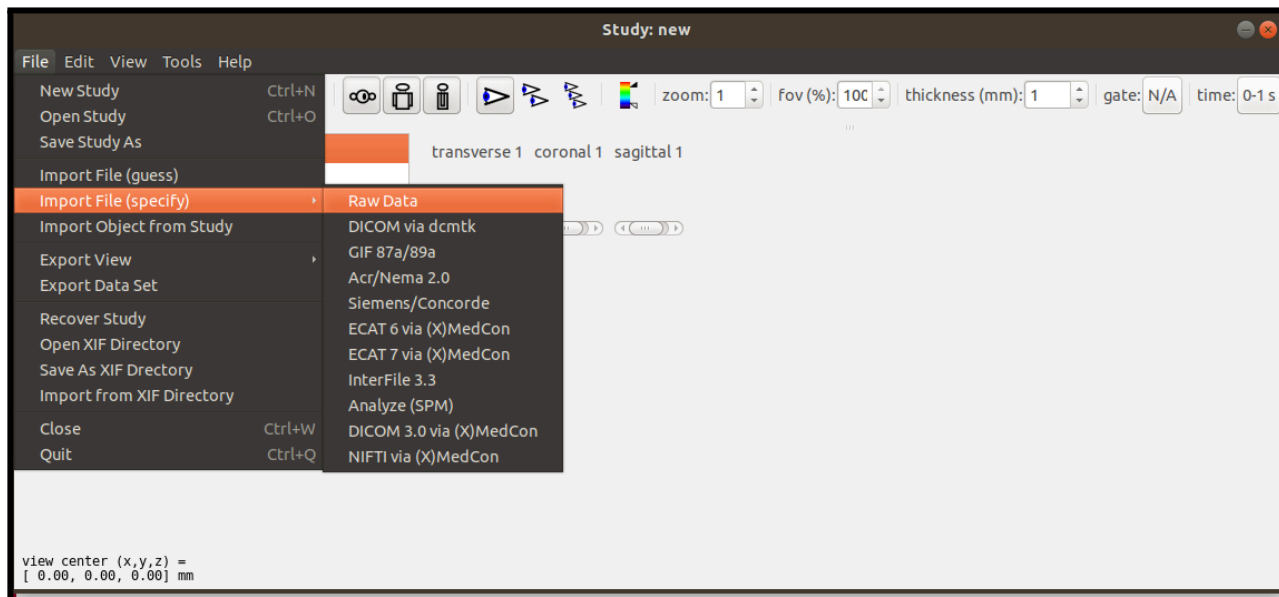 Study: new
File Edit View Tools Help
New Study Ctrl+N
Open Study Ctrl+O
Save Study As
Import File (guess)
Import File (specify)
Import Object from Study
Export View
Export Data Set
Recover Study
Open XIF Directory
Save As XIF Drectory
Import from XIF Directory
Close Ctrl+W
Quit Ctrl+Q
Raw Data
DICOM via dcmtk
GIF 87a/89a
Acr/Nema 2.0
Siemens/Concorde
ECAT 6 via (X)MedCon
ECAT 7 via (X)MedCon
InterFile 3.3
Analyze (SPM)
DICOM 3.0 via (X)MedCon
NIFTI via (X)MedCon
zoom: 1 fov (%): 100 thickness (mm): 1 gate: N/A time: 0-1 s
transverse 1 coronal 1 sagittal 1
view center (x,y,z) =
[ 0.00, 0.00, 0.00] mm